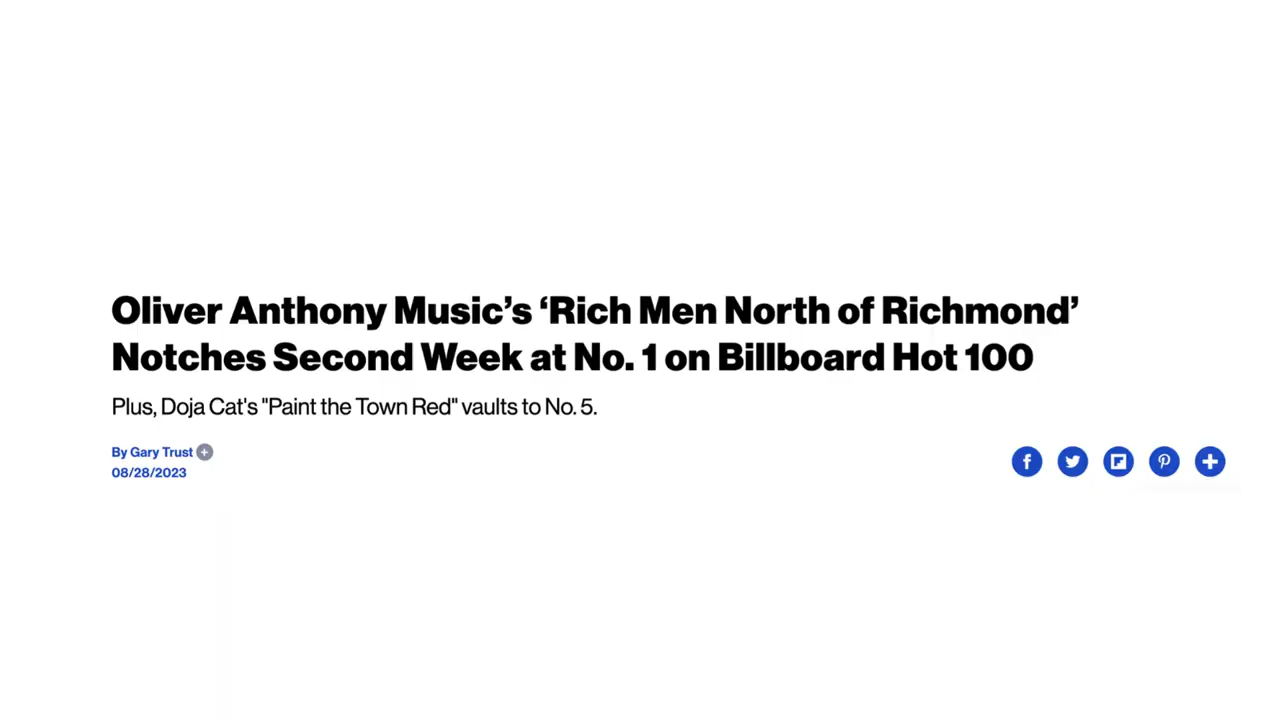 Oliver Anthony Music’s ‘Rich Men North of Richmond’
Notches Second Week at No. 1 on Billboard Hot 100
Plus, Doja Cat's "Paint the Town Red" vaults to No. 5.
By Gary Trust
08/28/2023